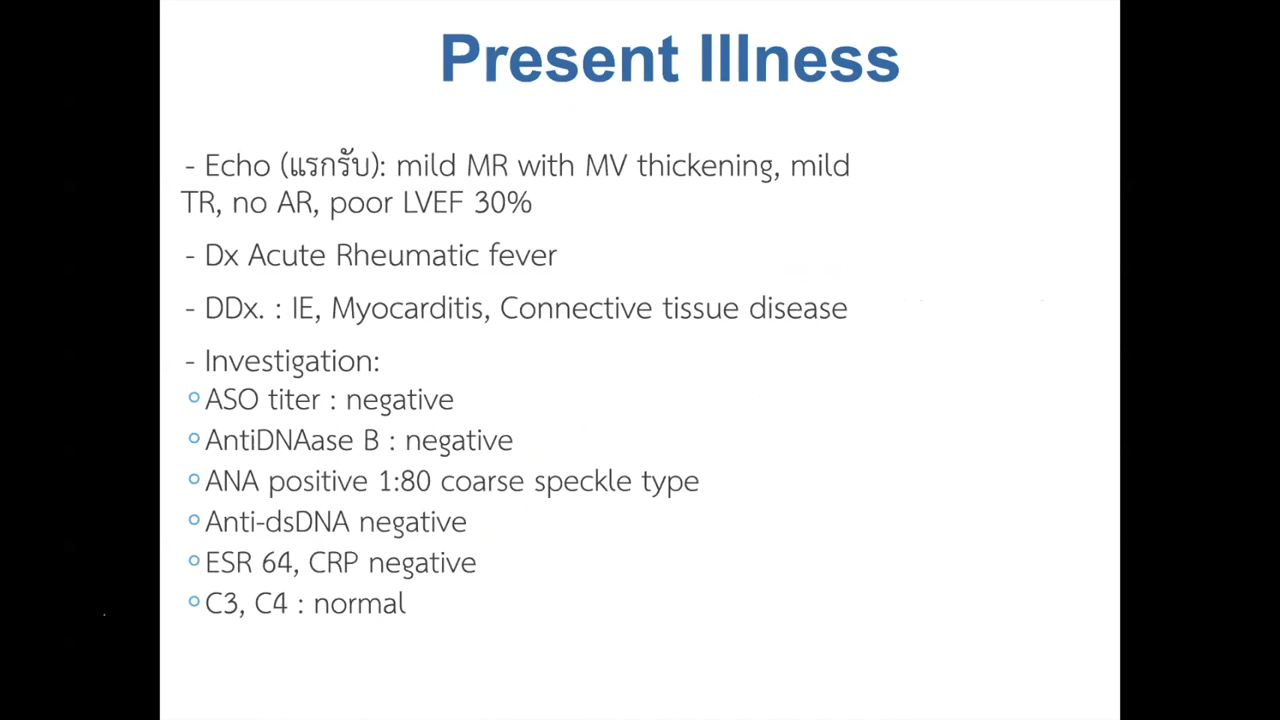 Present Illness
- Echo (แรกรับ): mild MR with MV thickening, mild
TR, no AR, poor LVEF 30%
- Dx Acute Rheumatic fever
- DDx. : IE, Myocarditis, Connective tissue disease
- Investigation:
ASO titer : negative
AntiDNAase B : negative
ANA positive 1:80 coarse speckle type
Anti-dsDNA negative
ESR 64, CRP negative
C3, C4 : normal